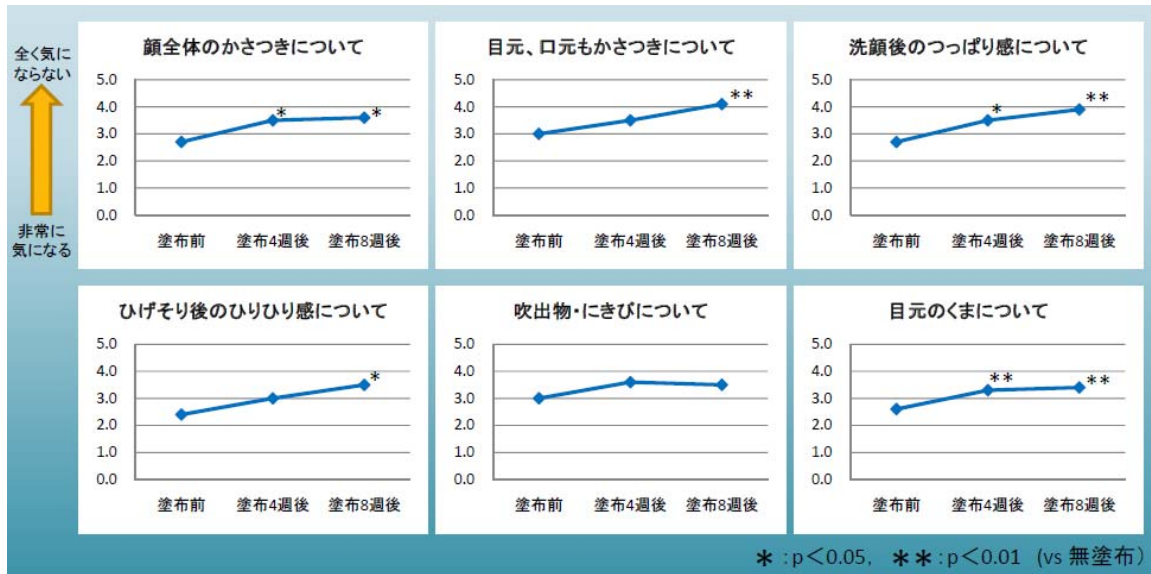 全く気に
ならない
非常に
気になる
顔全体のかさつきについて
5.0
4.0
3.0
2.0
1.0
0.0
*
*
塗布前 塗布4週後 塗布8週後
目元、口元もかさつきについて
5.0
4.0
3.0
2.0
1.0
0.0
**
塗布前 塗布4週後 塗布8週後
洗顔後のつっぱり感について
5.0
4.0
3.0
2.0
1.0
0.0
*
**
塗布前 塗布4週後 塗布8週後
ひげそり後のひりひり感について
5.0
4.0
3.0
2.0
1.0
0.0
*
塗布前 塗布4週後 塗布8週後
吹出物・にきびについて
5.0
4.0
3.0
2.0
1.0
0.0
塗布前 塗布4週後 塗布8週後
目元のくまについて
5.0
4.0
3.0
2.0
1.0
0.0
**
**
塗布前 塗布4週後 塗布8週後
*:p<0.05, **:p<0.01 (vs 無塗布)